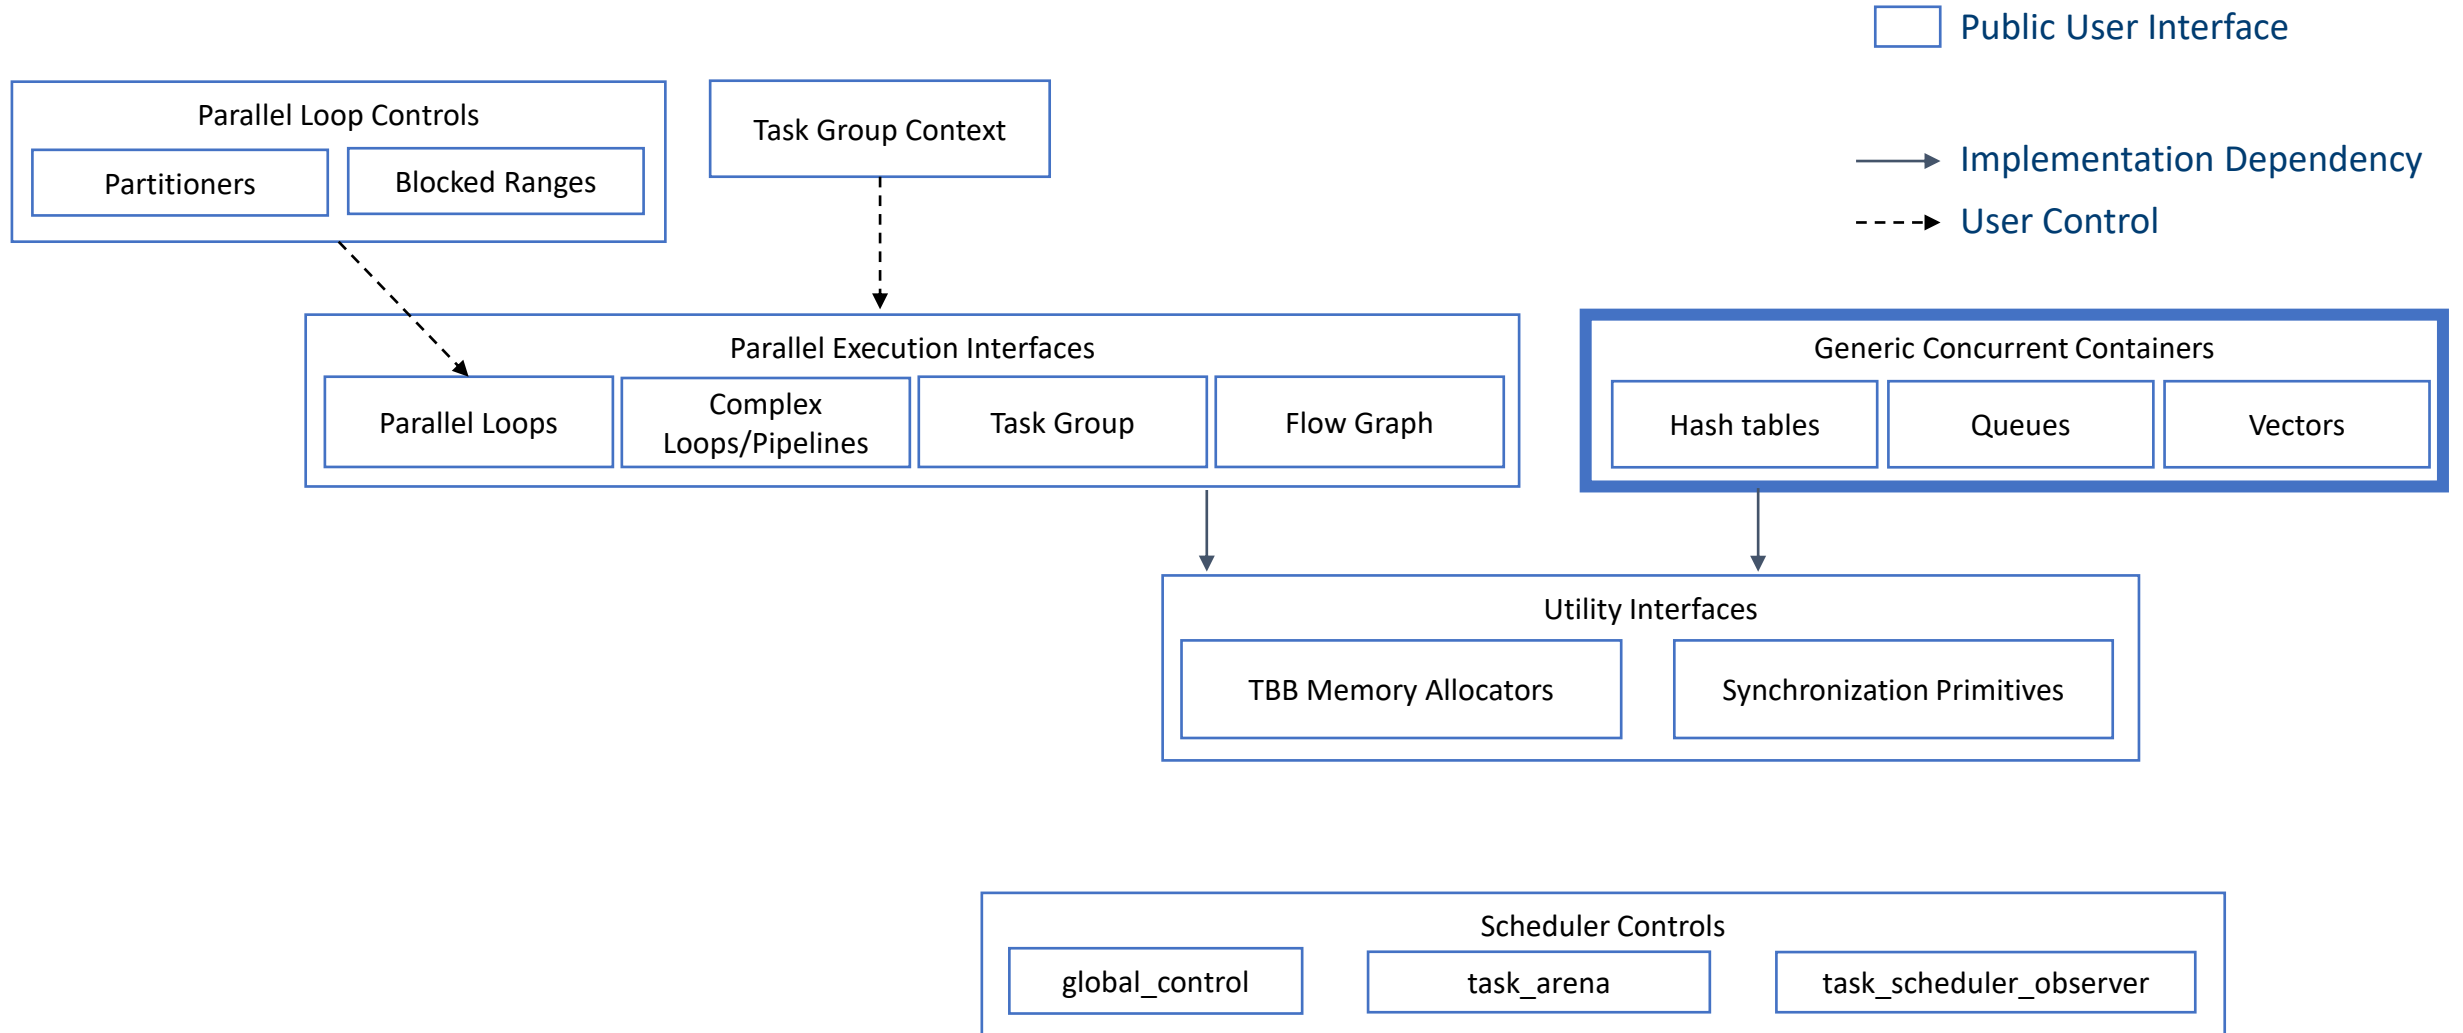 Public User Interface
Implementation Dependency
User Control
Parallel Loop Controls
Partitioners
Blocked Ranges
Task Group Context
Parallel Execution Interfaces
Parallel Loops
Complex
Loops/Pipelines
Task Group
Flow Graph
Generic Concurrent Containers
Hash tables
Queues
Vectors
Utility Interfaces
TBB Memory Allocators
Synchronization Primitives
Scheduler Controls
global_control
task_arena
task_scheduler_observer